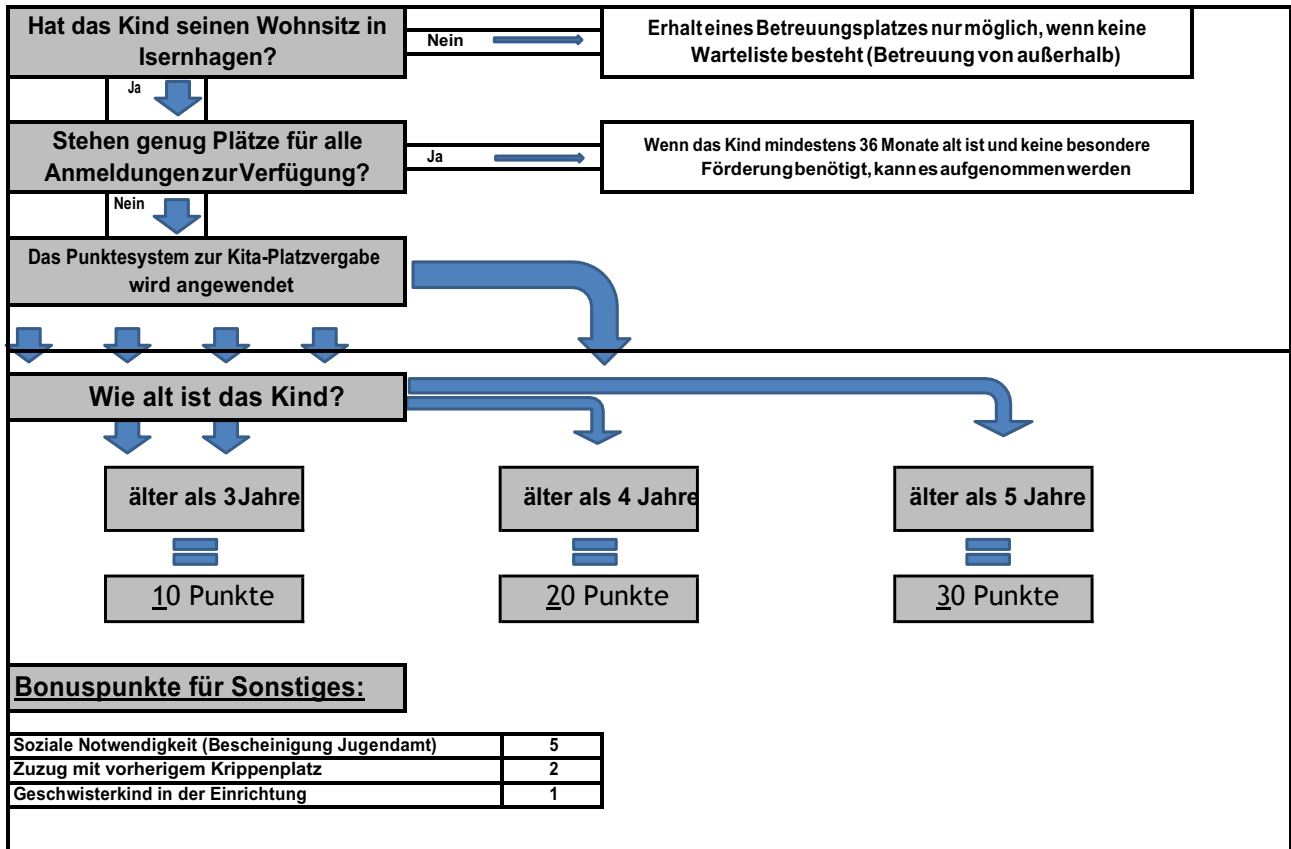 Hat das Kind seinen Wohnsitz in
Isernhagen?
Nein
Erhalt eines Betreuungsplatzes nur möglich, wenn keine
Warteliste besteht (Betreuung von außerhalb)
Ja
Stehen genug Plätze für alle
Anmeldungen zur Verfügung?
Ja
Wenn das Kind mindestens 36 Monate alt ist und keine besondere
Förderung benötigt, kann es aufgenommen werden
Nein
Das Punktesystem zur Kita-Platzvergabe
wird angewendet
Wie alt ist das Kind?
älter als 3 Jahre
älter als 4 Jahre
älter als 5 Jahre
10 Punkte
20 Punkte
30 Punkte
Bonuspunkte für Sonstiges:
Soziale Notwendigkeit (Bescheinigung Jugendamt) 5
Zuzug mit vorherigem Krippenplatz 2
Geschwisterkind in der Einrichtung 1